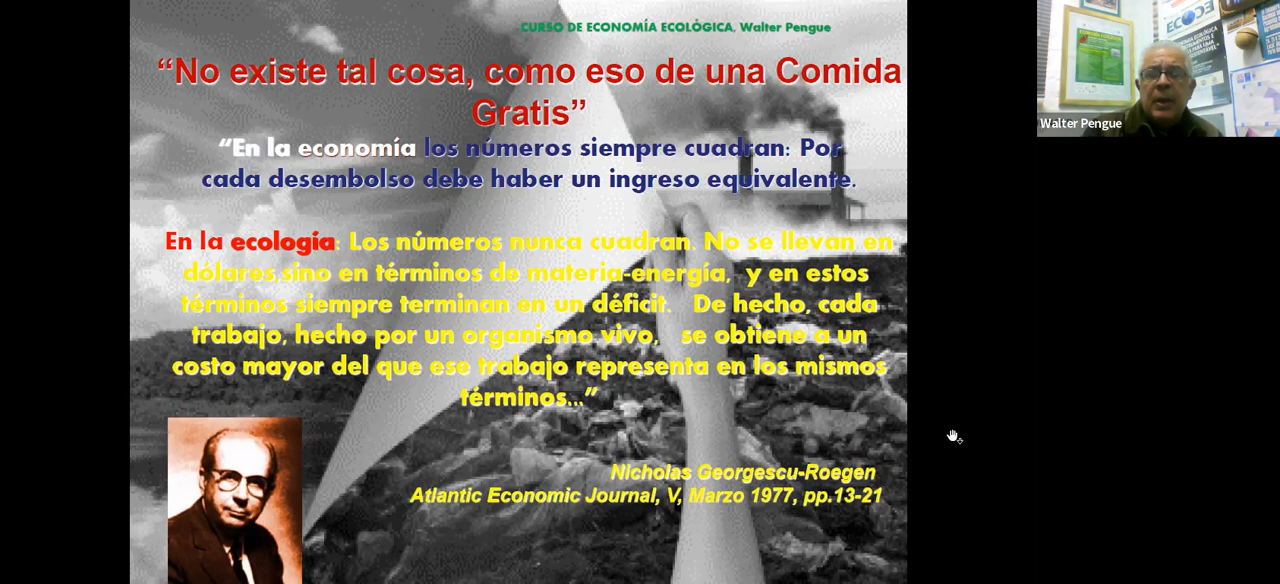 CURSO DE ECONOMÍA ECOLÓGICA, Walter Pengue
“No existe tal cosa, como eso de una Comida
Gratis”
“En la economía los números siempre cuadran: Por
cada desembolso debe haber un ingreso equivalente.
En la ecología: Los números nunca cuadran. No se llevan en
dólares,sino en términos de materia-energía, y en estos
términos siempre terminan en un déficit. De hecho, cada
trabajo, hecho por un organismo vivo, se obtiene a un
costo mayor del que ese trabajo representa en los mismos
términos...”
Nicholas Georgescu-Roegen
Atlantic Economic Journal, V, Marzo 1977, pp.13-21
ECODES
Walter Pengue